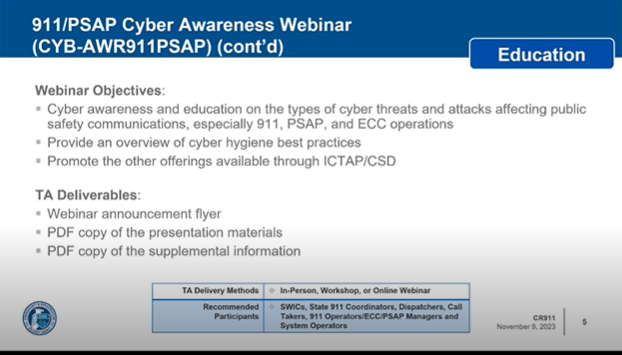 911/PSAP Cyber Awareness Webinar
(CYB-AWR911PSAP) (cont’d)
Education
Webinar Objectives:
▪ Cyber awareness and education on the types of cyber threats and attacks affecting public
safety communications, especially 911, PSAP, and ECC operations
▪ Provide an overview of cyber hygiene best practices
▪ Promote the other offerings available through ICTAP/CSD
TA Deliverables:
▪ Webinar announcement flyer
▪ PDF copy of the presentation materials
▪ PDF copy of the supplemental information
TA Delivery Methods ❖ In-Person, Workshop, or Online Webinar
Recommended ❖ SWICs, State 911 Coordinators, Dispatchers, Call
Participants Takers, 911 Operators/ECC/PSAP Managers and
System Operators
CR911
November 9, 2023
5